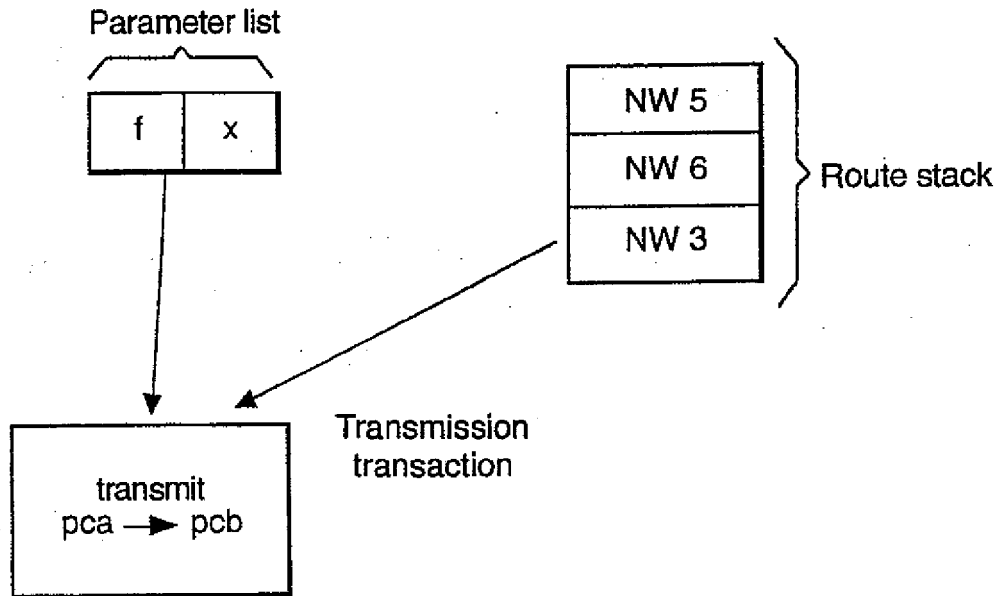 Parameter list
f
x
NW 5
NW 6
NW 3
Route stack
Transmission
transaction
transmit
pca → pcb